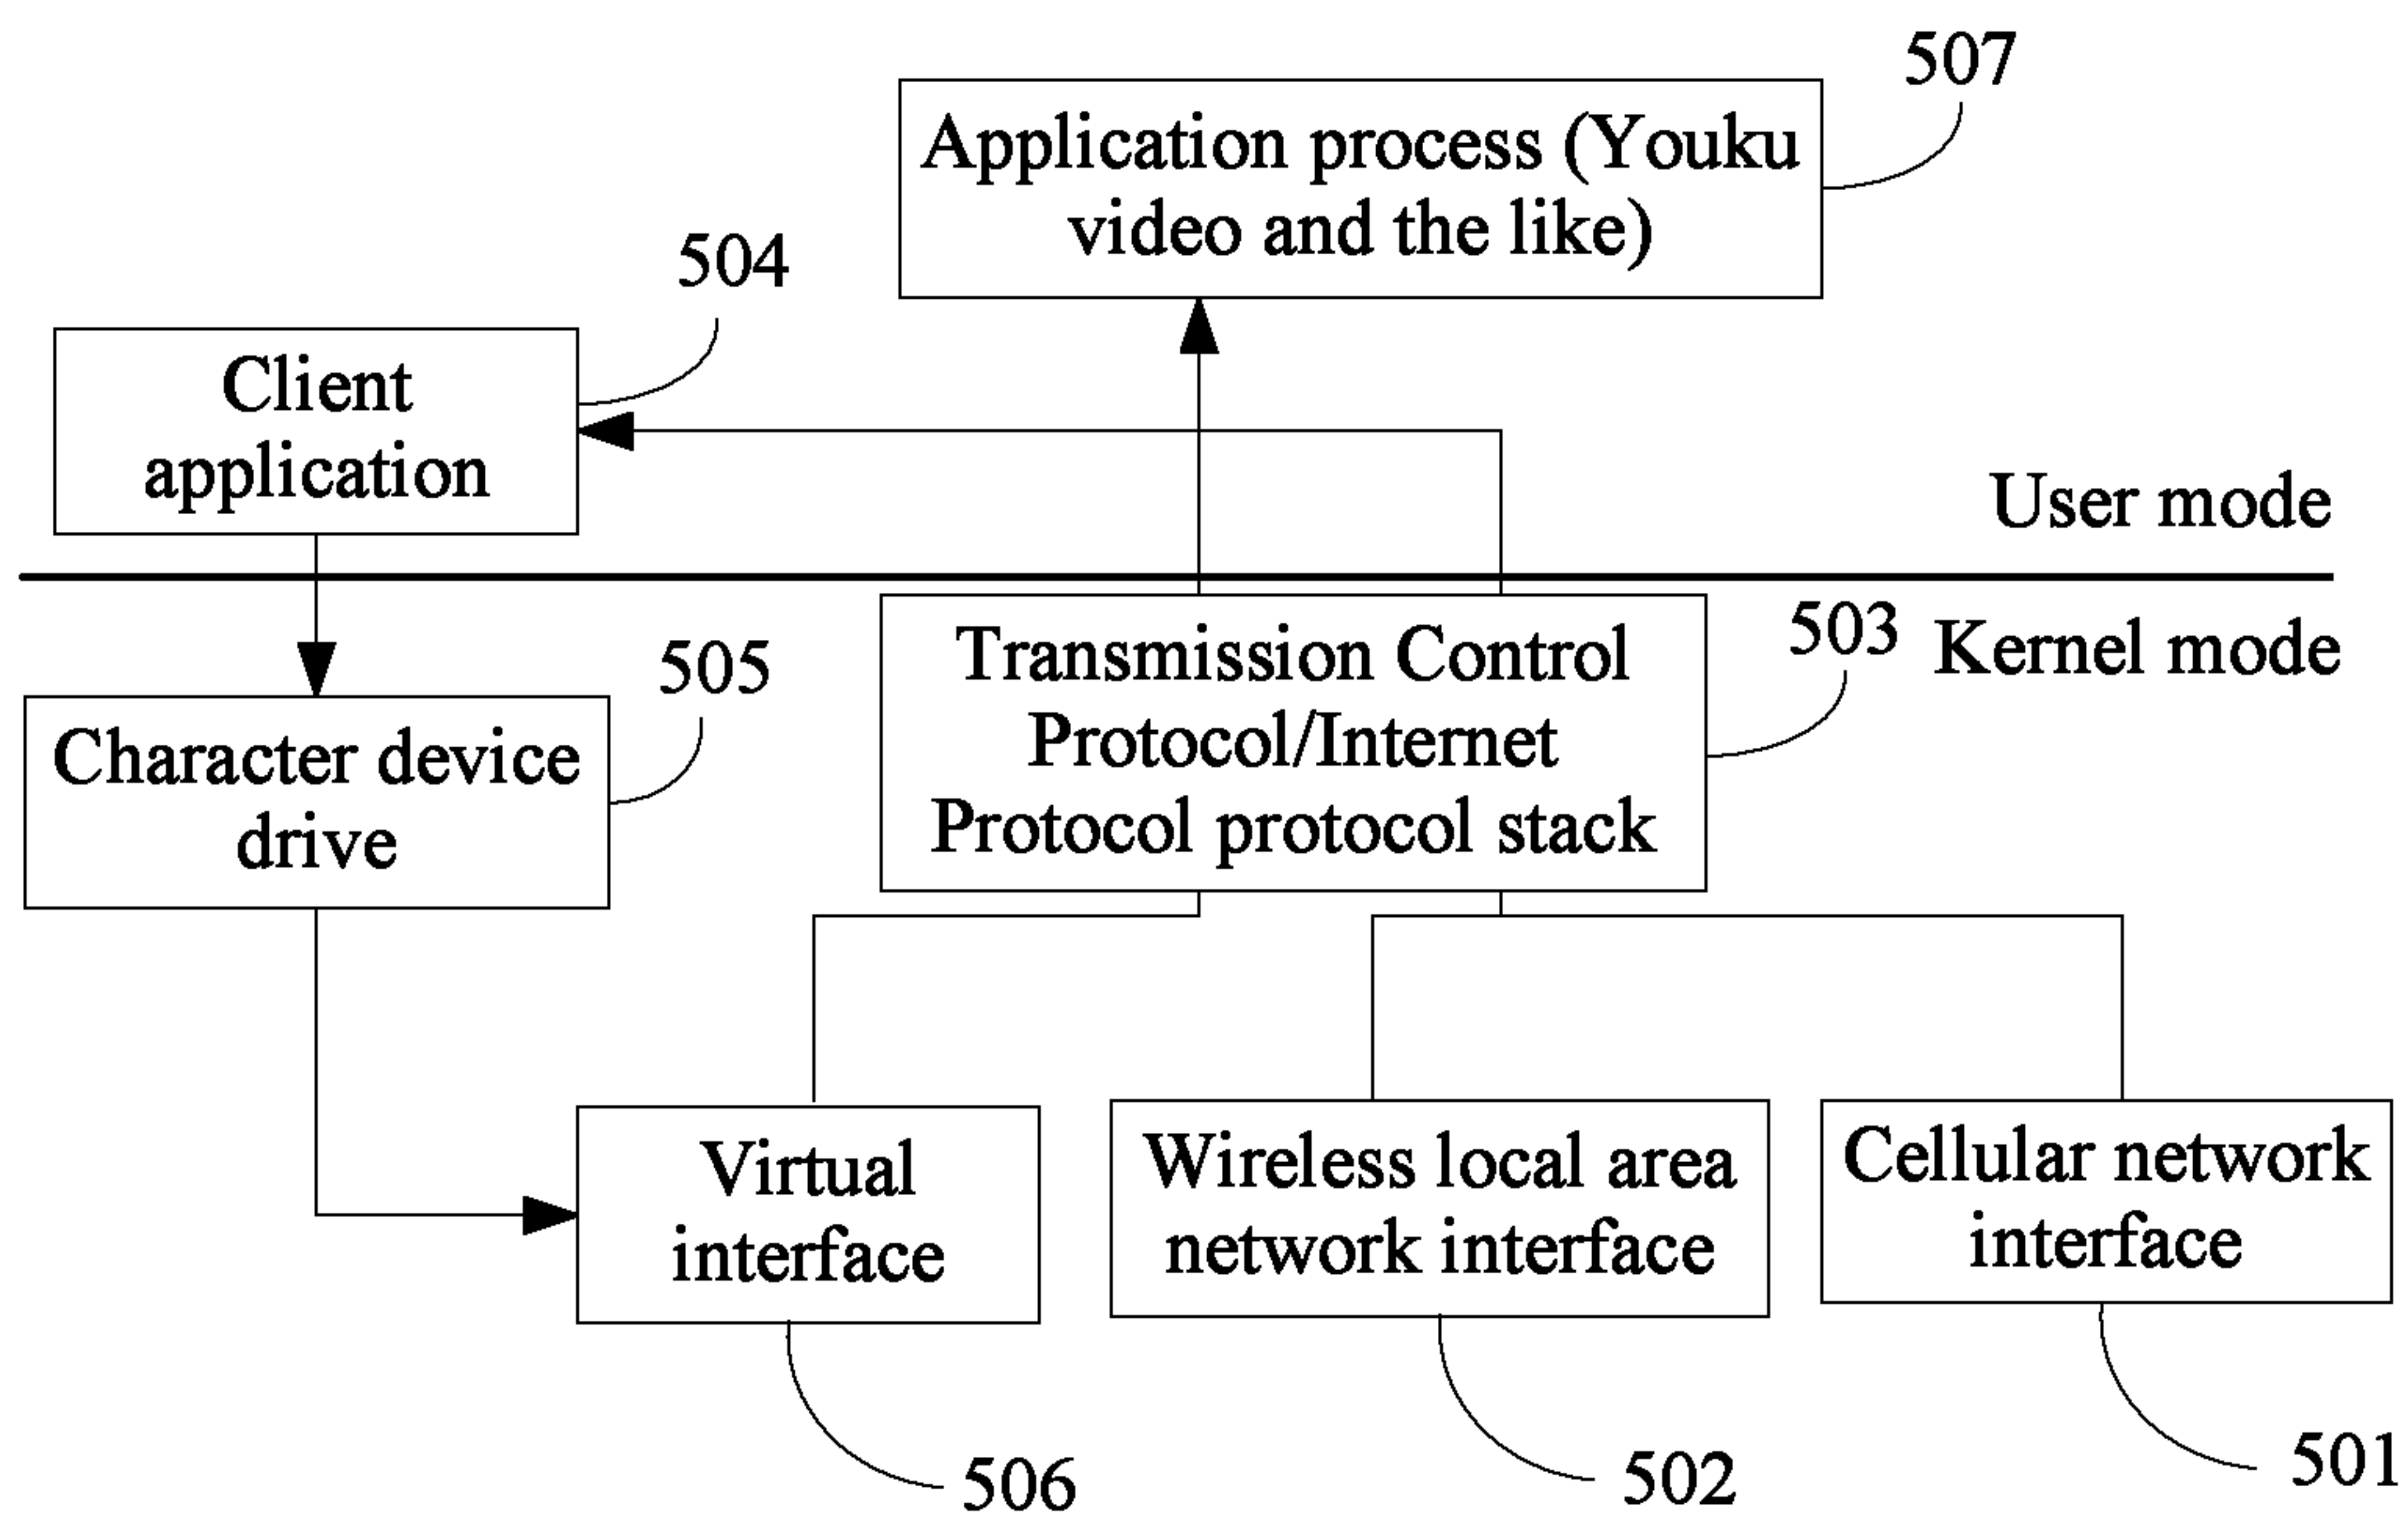 507
Application process (Youku
video and the like)
504
Client
application
User mode
Kernel mode
503
Transmission Control
Protocol/Internet
Protocol protocol stack
505
Character device
drive
Virtual
interface
Wireless local area
network interface
Cellular network
interface
506
502
501